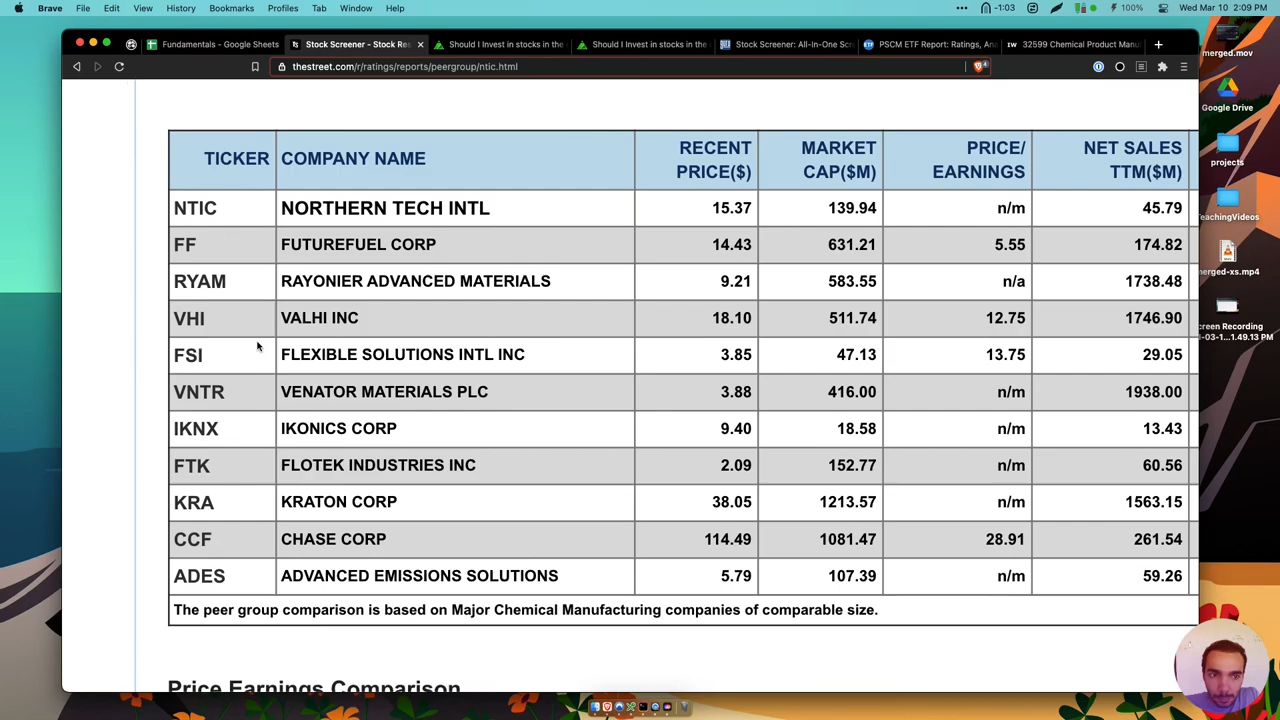 Brave File Edit View History Bookmarks Profiles Tab Window Help
-1:03 100% Wed Mar 10 2:09 PM
Fundamentals - Google Sheets
Stock Screener - Stock Res
Should I Invest in stocks in the
Should I Invest in stocks in the
Stock Screener: All-In-One Scr
PSCM ETF Report: Ratings, An
32599 Chemical Product Manu
thestreet.com/r/ratings/reports/peergroup/ntic.html
TICKER COMPANY NAME RECENT PRICE($) MARKET CAP($M) PRICE/ EARNINGS NET SALES TTM($M)
NTIC NORTHERN TECH INTL 15.37 139.94 n/m 45.79
FF FUTUREFUEL CORP 14.43 631.21 5.55 174.82
RYAM RAYONIER ADVANCED MATERIALS 9.21 583.55 n/a 1738.48
VHI VALHI INC 18.10 511.74 12.75 1746.90
FSI FLEXIBLE SOLUTIONS INTL INC 3.85 47.13 13.75 29.05
VNTR VENATOR MATERIALS PLC 3.88 416.00 n/m 1938.00
IKNX IKONICS CORP 9.40 18.58 n/m 13.43
FTK FLOTEK INDUSTRIES INC 2.09 152.77 n/m 60.56
KRA KRATON CORP 38.05 1213.57 n/m 1563.15
CCF CHASE CORP 114.49 1081.47 28.91 261.54
ADES ADVANCED EMISSIONS SOLUTIONS 5.79 107.39 n/m 59.26
The peer group comparison is based on Major Chemical Manufacturing companies of comparable size.
Price Earnings Comparison
merged.mov
Google Drive
projects
TeachingVideos
merged-xs.mp4
creen Recording
1-03-1...1.49.13 PM